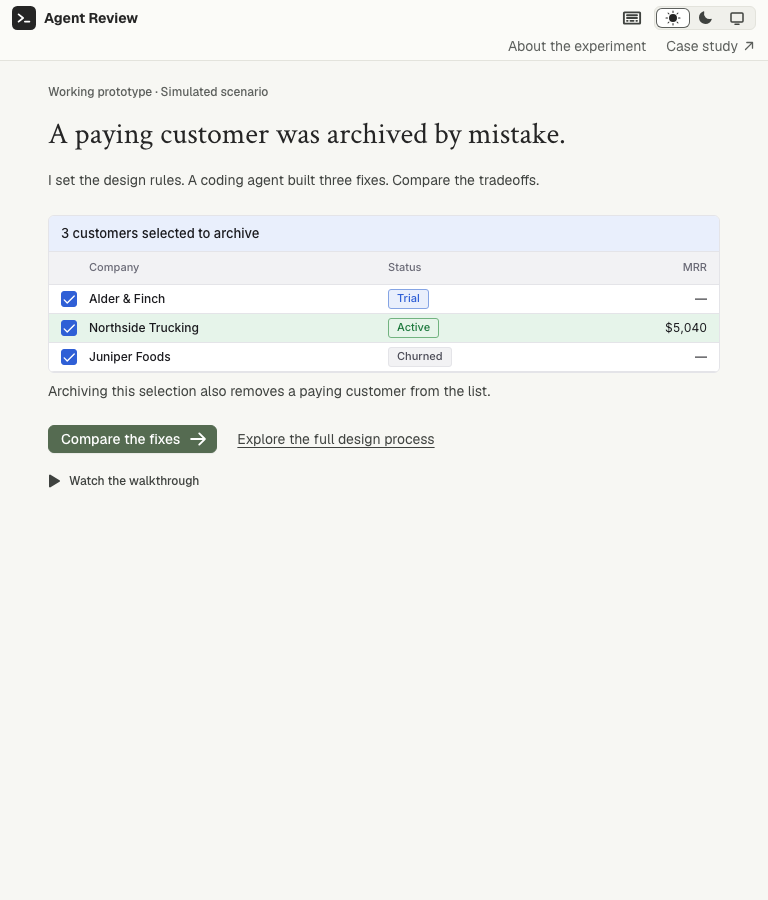 Agent Review
About the experiment Case study
Working prototype · Simulated scenario
A paying customer was archived by mistake.
I set the design rules. A coding agent built three fixes. Compare the tradeoffs.
3 customers selected to archive
Company Status MRR
Alder & Finch Trial —
Northside Trucking Active $5,040
Juniper Foods Churned —
Archiving this selection also removes a paying customer from the list.
Compare the fixes Explore the full design process
Watch the walkthrough